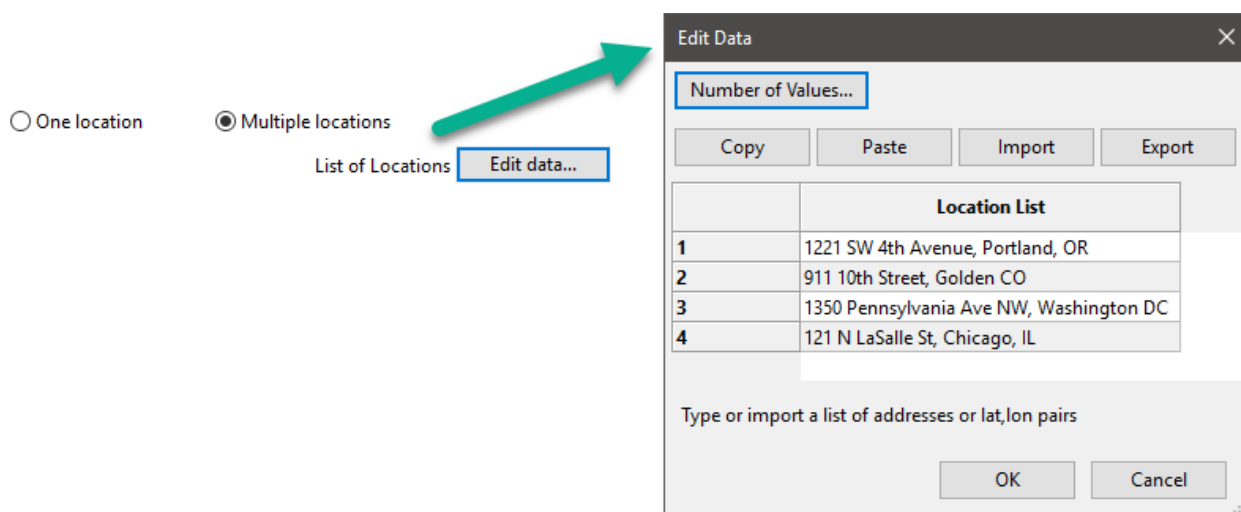 One location
Multiple locations
List of Locations
Edit data...
Edit Data
Number of Values...
Copy
Paste
Import
Export
Location List
1 1221 SW 4th Avenue, Portland, OR
2 911 10th Street, Golden CO
3 1350 Pennsylvania Ave NW, Washington DC
4 121 N LaSalle St, Chicago, IL
Type or import a list of addresses or lat,lon pairs
OK
Cancel